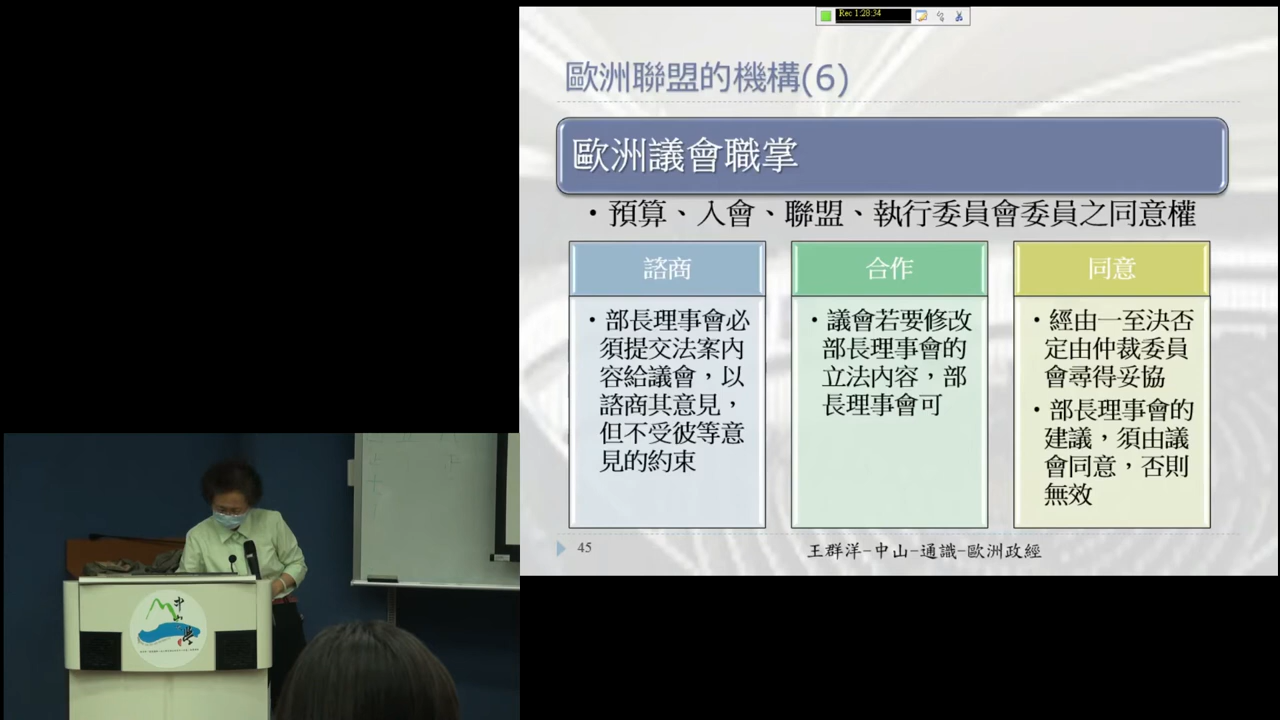 Rec 1:28:34
歐洲聯盟的機構(6)
歐洲議會職掌
・預算、入會、聯盟、執行委員會委員之同意權
諮商
・部長理事會必
須提交法案內
容給議會，以
諮商其意見，
但不受彼等意
見的約束
合作
・議會若要修改
部長理事會的
立法內容，部
長理事會可
同意
・經由一至決否
定由仲裁委員
會尋得妥協
・部長理事會的
建議，須由議
會同意，否則
無效
45
王群洋-中山-通識-歐洲政經
中山大學